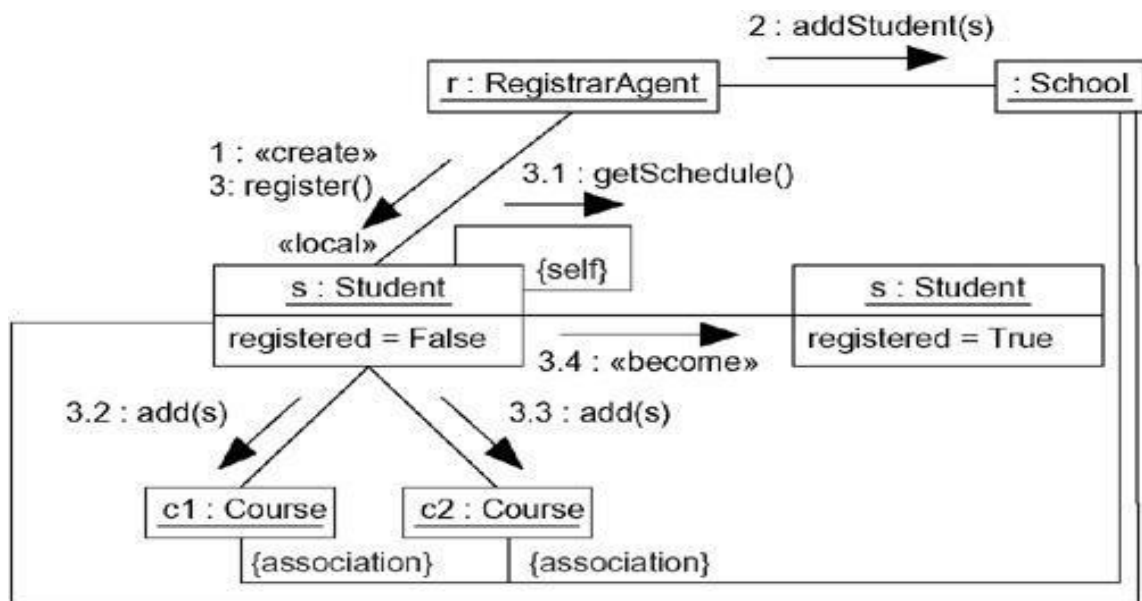 2 : addStudent(s)
r : RegistrarAgent
: School
1 : «create»
3: register()
3.1 : getSchedule()
«local»
{self}
s : Student
registered = False
s : Student
registered = True
3.4 : «become»
3.2 : add(s)
3.3 : add(s)
c1 : Course
c2 : Course
{association}
{association}